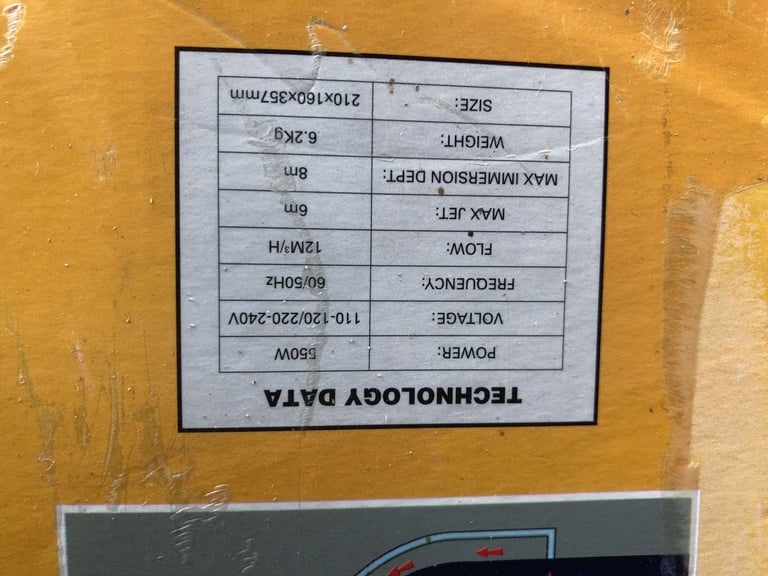 TECHNOLOGY DATA
POWER: 550W
VOLTAGE: 110-120/220-240V
FREQUENCY: 60/50Hz
FLOW: 12M³/H
MAX JET: 6m
MAX IMMERSION DEPT: 8m
WEIGHT: 6.2Kg
SIZE: 210x160x357mm